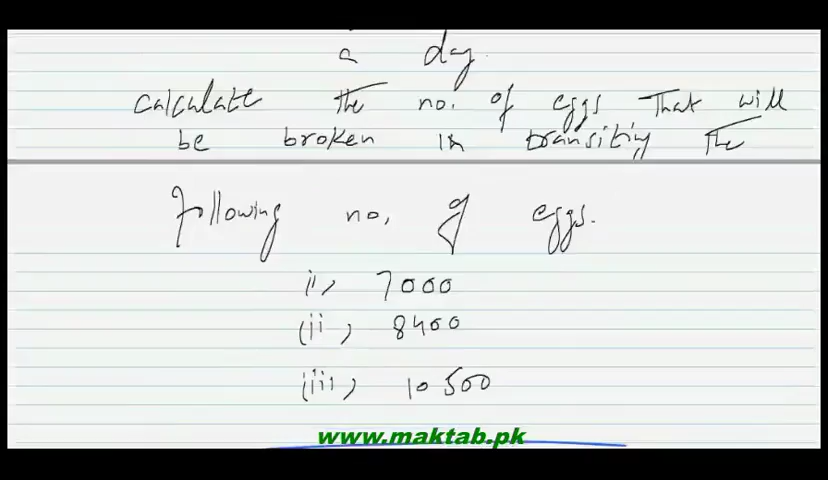 a day.
calculate the no. of eggs that will
be broken in transiting the
following no. of eggs.
(i) 7000
(ii) 8400
(iii) 10500
www.maktab.pk